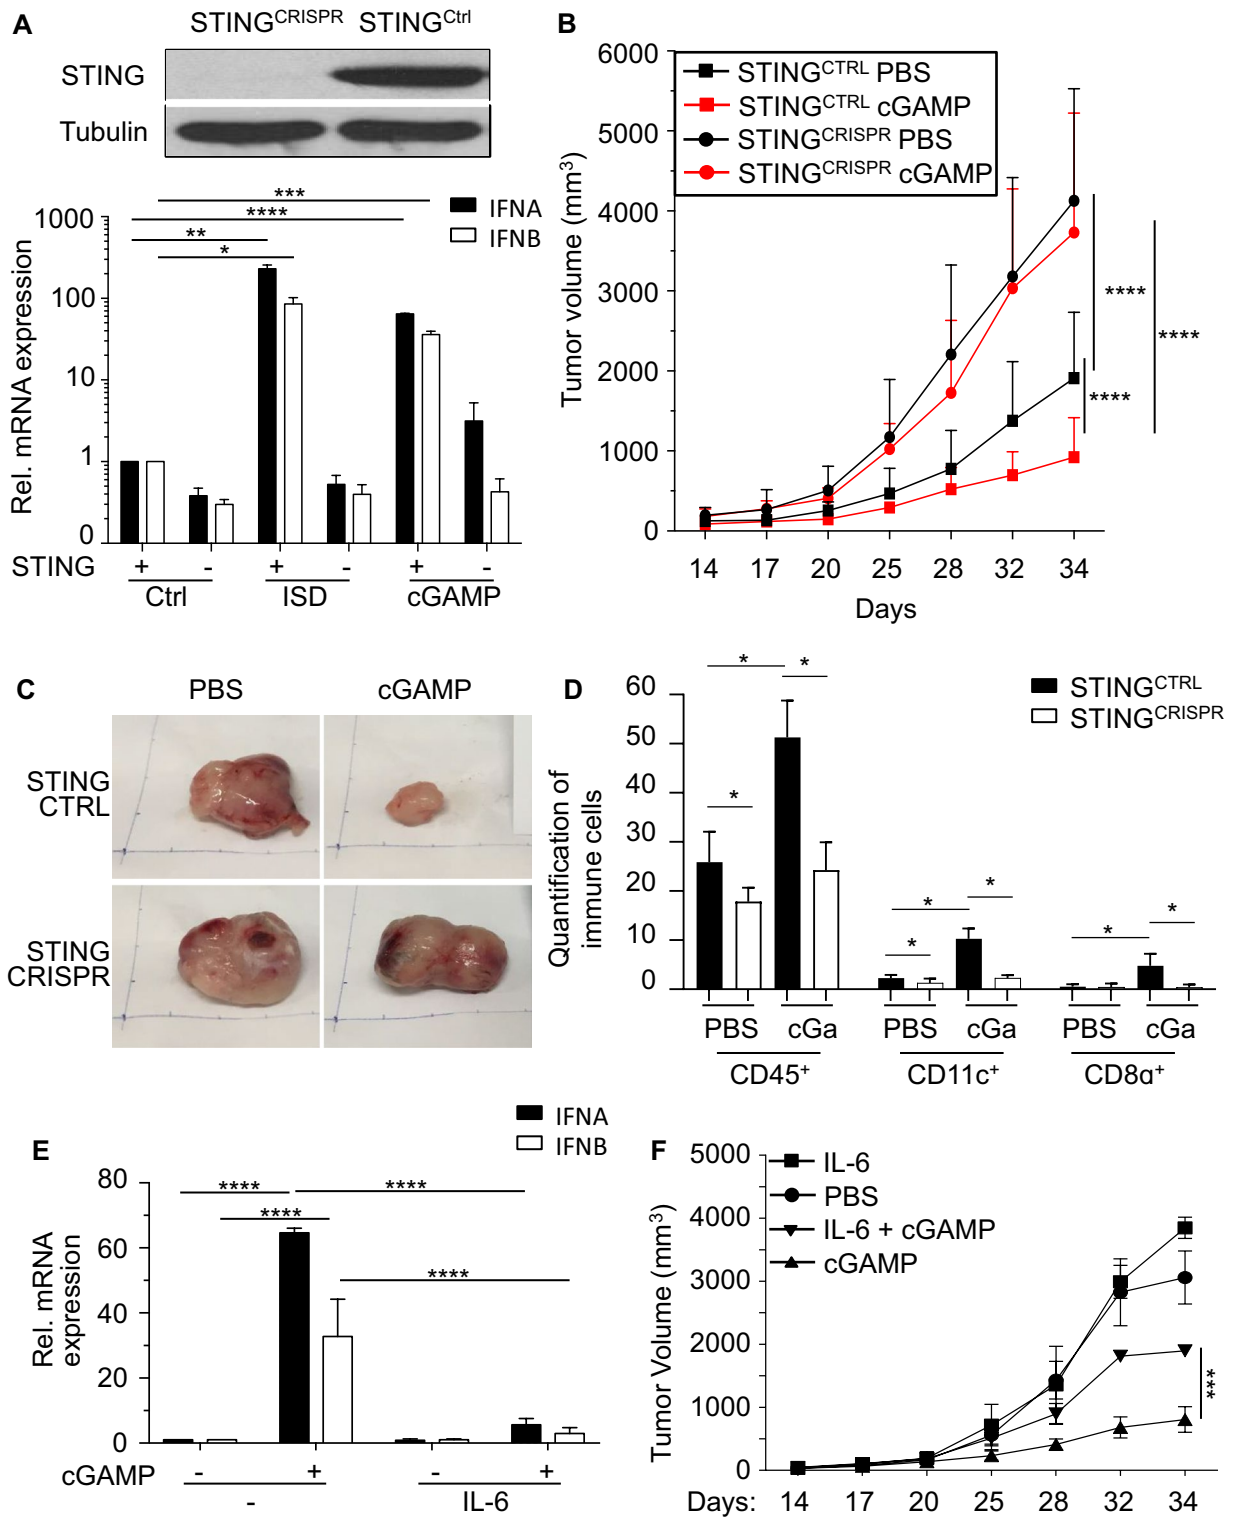 A
STING^CRISPR STING^Ctrl
STING
Tubulin
***
****
**
*
IFNA
IFNB
Rel. mRNA expression
1000
100
10
1
0
STING + - + - + -
Ctrl ISD cGAMP
B
6000
5000
4000
3000
2000
1000
0
Tumor volume (mm³)
STING^CTRL PBS
STING^CTRL cGAMP
STING^CRISPR PBS
STING^CRISPR cGAMP
****
****
****
14 17 20 25 28 32 34
Days
C
PBS cGAMP
STING
CTRL
STING
CRISPR
D
STING^CTRL
STING^CRISPR
Quantification of
immune cells
60
50
40
30
20
10
0
* *
*
*
*
*
*
*
PBS cGa PBS cGa PBS cGa
CD45⁺ CD11c⁺ CD8α⁺
E
IFNA
IFNB
Rel. mRNA
expression
80
60
40
20
0
**** ****
****
****
cGAMP - + - +
- IL-6
F
IL-6
PBS
IL-6 + cGAMP
cGAMP
Tumor Volume (mm³)
5000
4000
3000
2000
1000
0
***
Days: 14 17 20 25 28 32 34